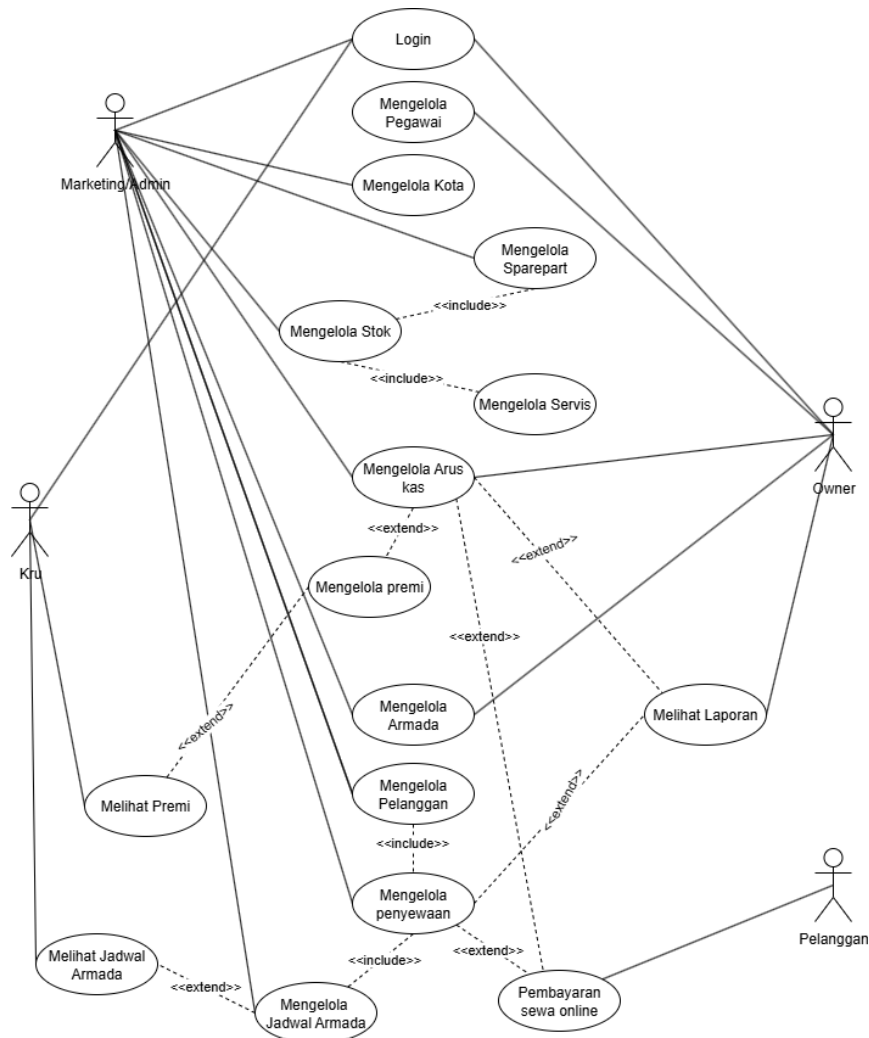 Login
Mengelola
Pegawai
Marketing/Admin
Mengelola Kota
Mengelola
Sparepart
<<include>>
Mengelola Stok
<<include>>
Mengelola Servis
Mengelola Arus
kas
Owner
Kru
<<extend>>
<<extend>>
Mengelola premi
<<extend>>
<<extend>>
Mengelola
Armada
Melihat Laporan
Melihat Premi
Mengelola
Pelanggan
<<extend>>
<<include>>
Mengelola
penyewaan
Pelanggan
Melihat Jadwal
Armada
<<include>>
<<extend>>
<<extend>>
Mengelola
Jadwal Armada
Pembayaran
sewa online